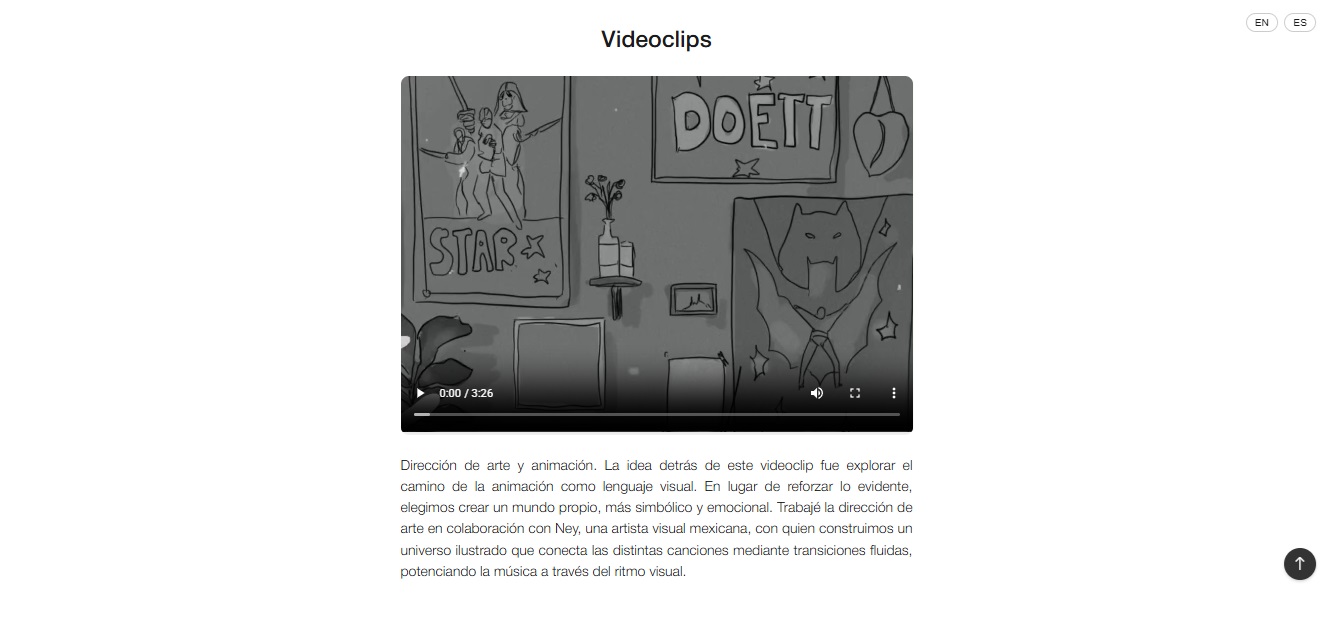 EN ES
Videoclips
DOETT
STAR
0:00 / 3:26
Dirección de arte y animación. La idea detrás de este videoclip fue explorar el
camino de la animación como lenguaje visual. En lugar de reforzar lo evidente,
elegimos crear un mundo propio, más simbólico y emocional. Trabajé la dirección de
arte en colaboración con Ney, una artista visual mexicana, con quien construimos un
universo ilustrado que conecta las distintas canciones mediante transiciones fluidas,
potenciando la música a través del ritmo visual.